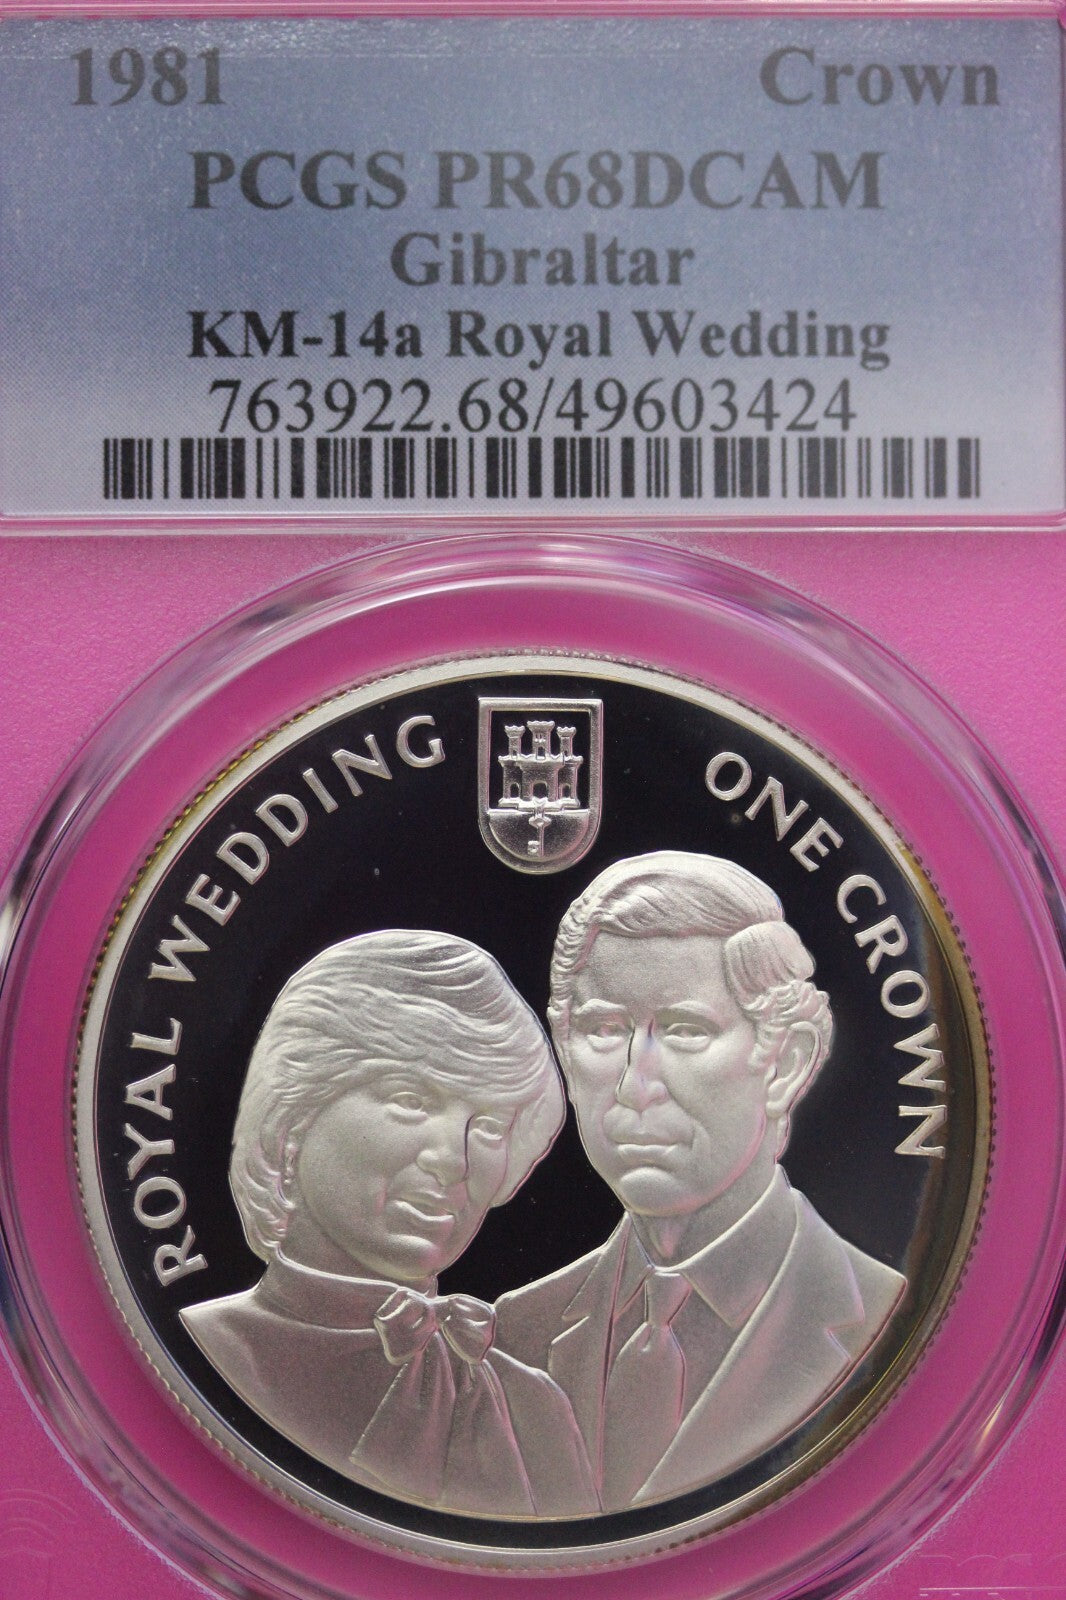 1981 Crown
PCGS PR68DCAM
Gibraltar
KM-14a Royal Wedding
763922.68/49603424
ROYAL WEDDING
ONE CROWN